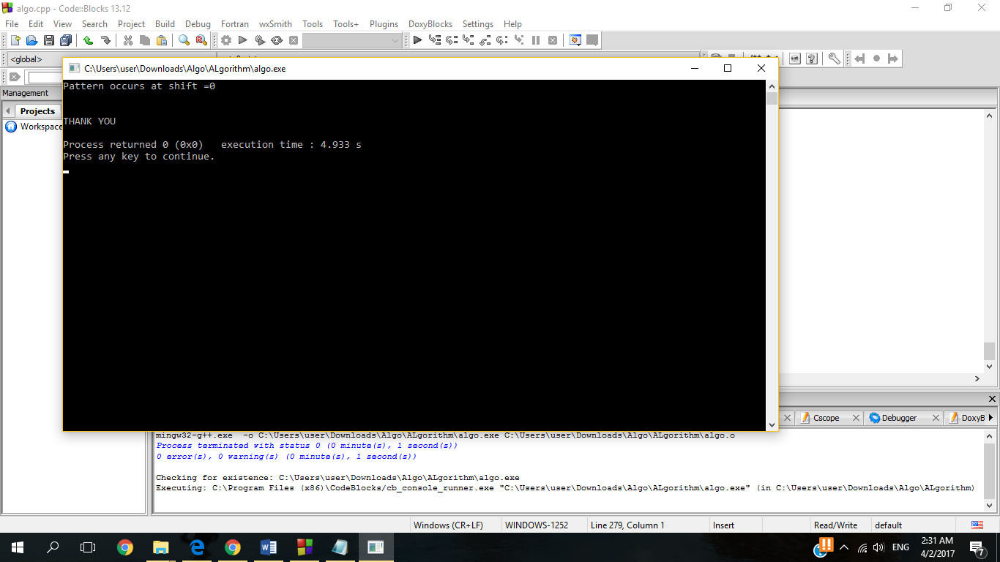 algo.cpp - Code::Blocks 13.12
File Edit View Search Project Build Debug Fortran wxSmith Tools Tools+ Plugins DoxyBlocks Settings Help
<global>
C:\Users\user\Downloads\Algo\ALgorithm\algo.exe
Management
Projects
Workspace
Pattern occurs at shift =0
THANK YOU
Process returned 0 (0x0)   execution time : 4.933 s
Press any key to continue.
Cscope
Debugger
DoxyB
mingw32-g++.exe  -o C:\Users\user\Downloads\Algo\ALgorithm\algo.exe C:\Users\user\Downloads\Algo\ALgorithm\algo.o
Process terminated with status 0 (0 minute(s), 1 second(s))
0 error(s), 0 warning(s) (0 minute(s), 1 second(s))
Checking for existence: C:\Users\user\Downloads\Algo\ALgorithm\algo.exe
Executing: C:\Program Files (x86)\CodeBlocks/cb_console_runner.exe "C:\Users\user\Downloads\Algo\ALgorithm\algo.exe" (in C:\Users\user\Downloads\Algo\ALgorithm)
Windows (CR+LF) WINDOWS-1252 Line 279, Column 1 Insert Read/Write default
ENG
2:31 AM
4/2/2017
7